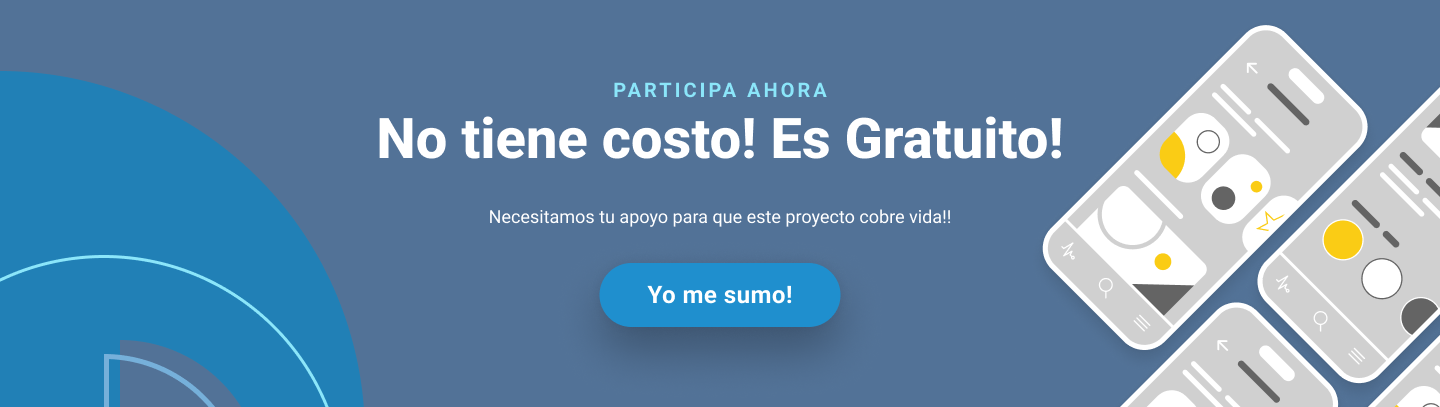 PARTICIPA AHORA
No tiene costo! Es Gratuito!
Necesitamos tu apoyo para que este proyecto cobre vida!!
Yo me sumo!